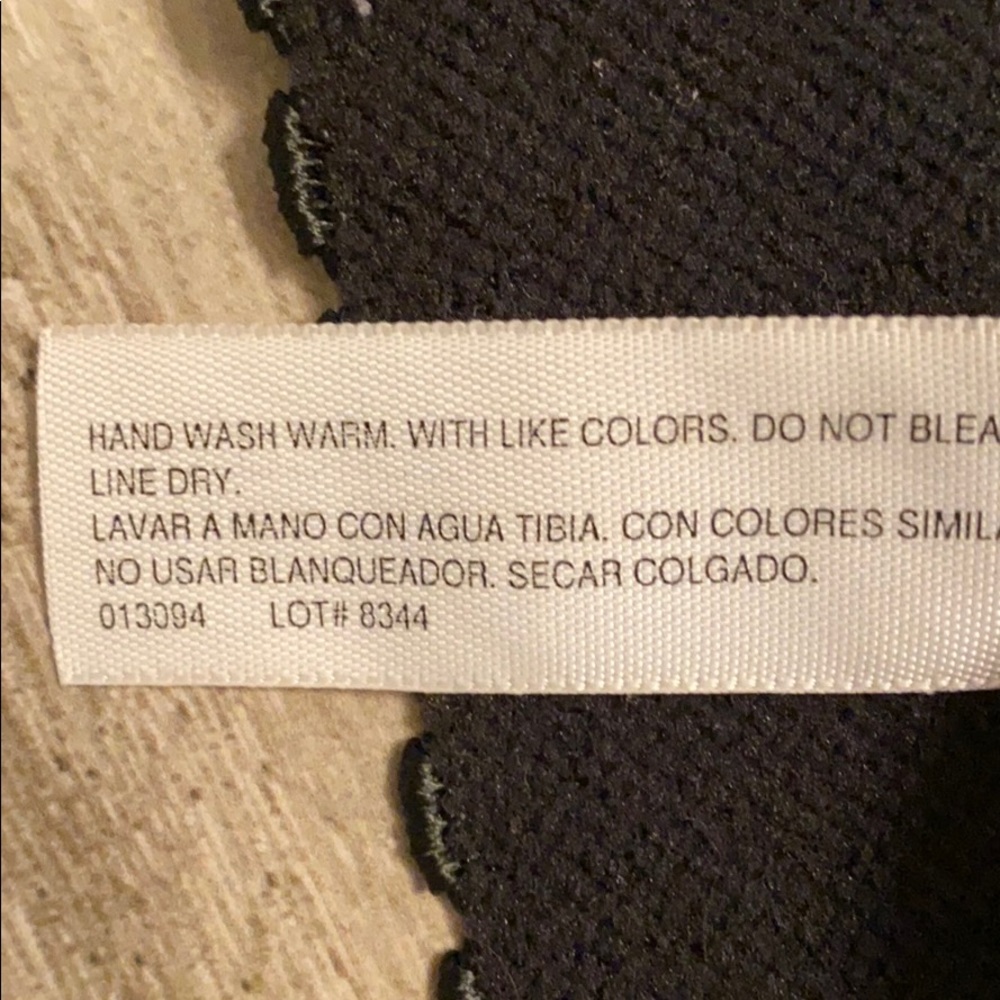 HAND WASH WARM. WITH LIKE COLORS. DO NOT BLEA
LINE DRY.
LAVAR A MANO CON AGUA TIBIA. CON COLORES SIMIL
NO USAR BLANQUEADOR. SECAR COLGADO.
013094 LOT# 8344